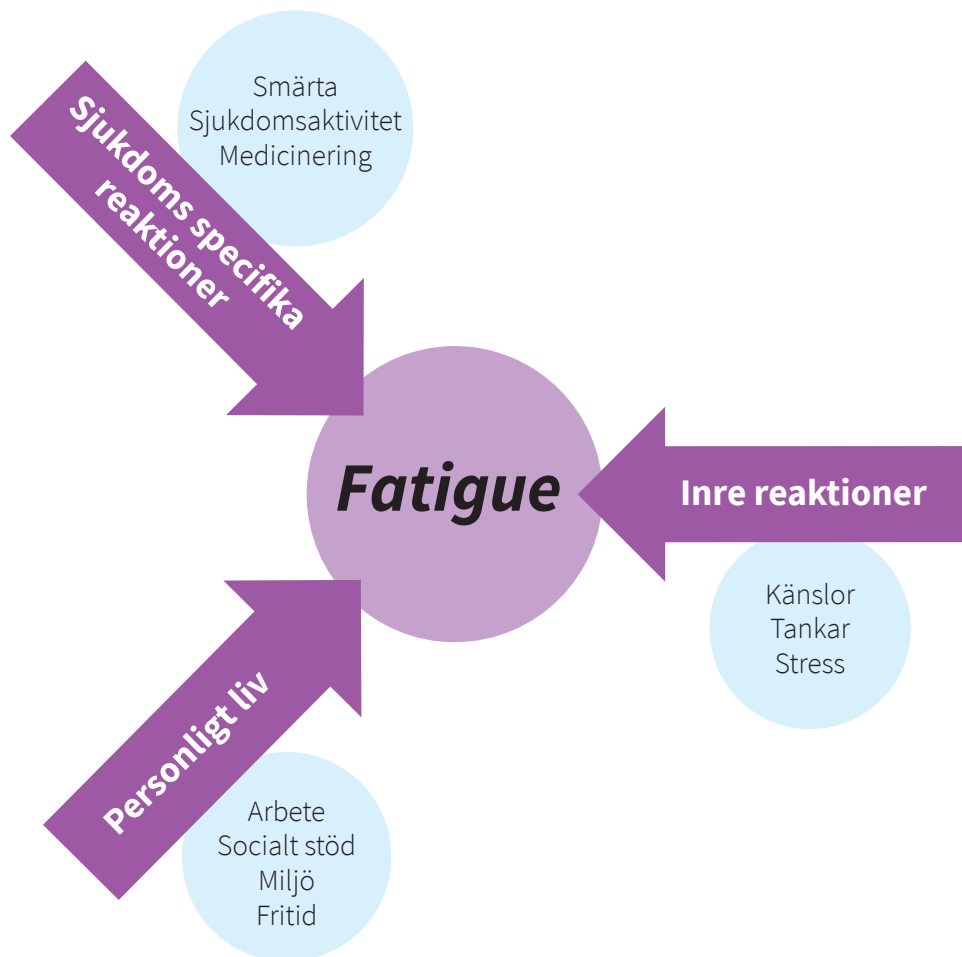 Smärta
Sjukdomsaktivitet
Medicinering
Sjukdoms specifika
reaktioner
Fatigue
Inre reaktioner
Känslor
Tankar
Stress
Personligt liv
Arbete
Socialt stöd
Miljö
Fritid